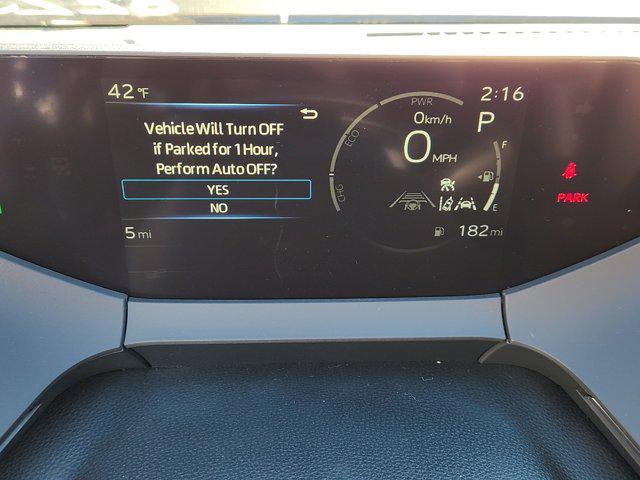 42 °F
Vehicle Will Turn OFF
if Parked for 1 Hour,
Perform Auto OFF?
YES
NO
5 mi
PWR
ECO
CHG
0 km/h
0 MPH
P
2:16
F
E
182 mi
PARK